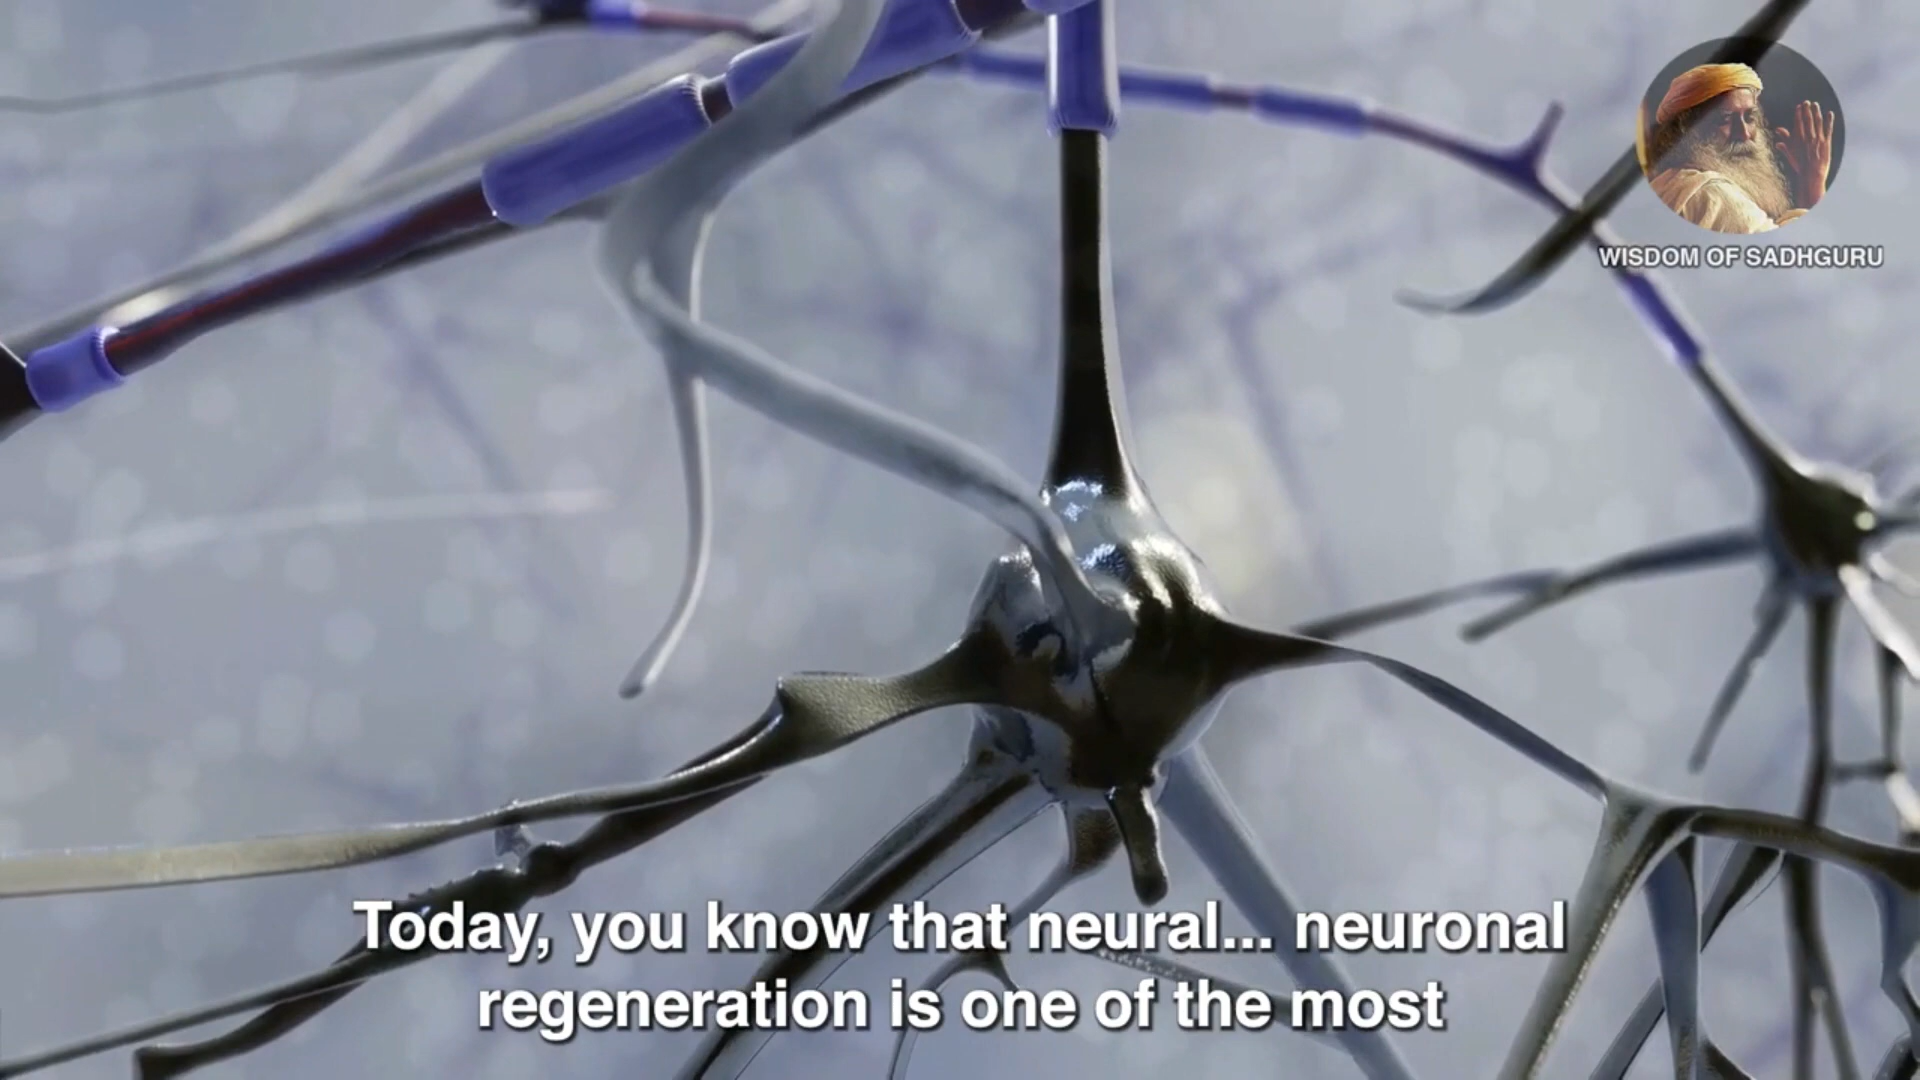 WISDOM OF SADHGURU
Today, you know that neural... neuronal
regeneration is one of the most